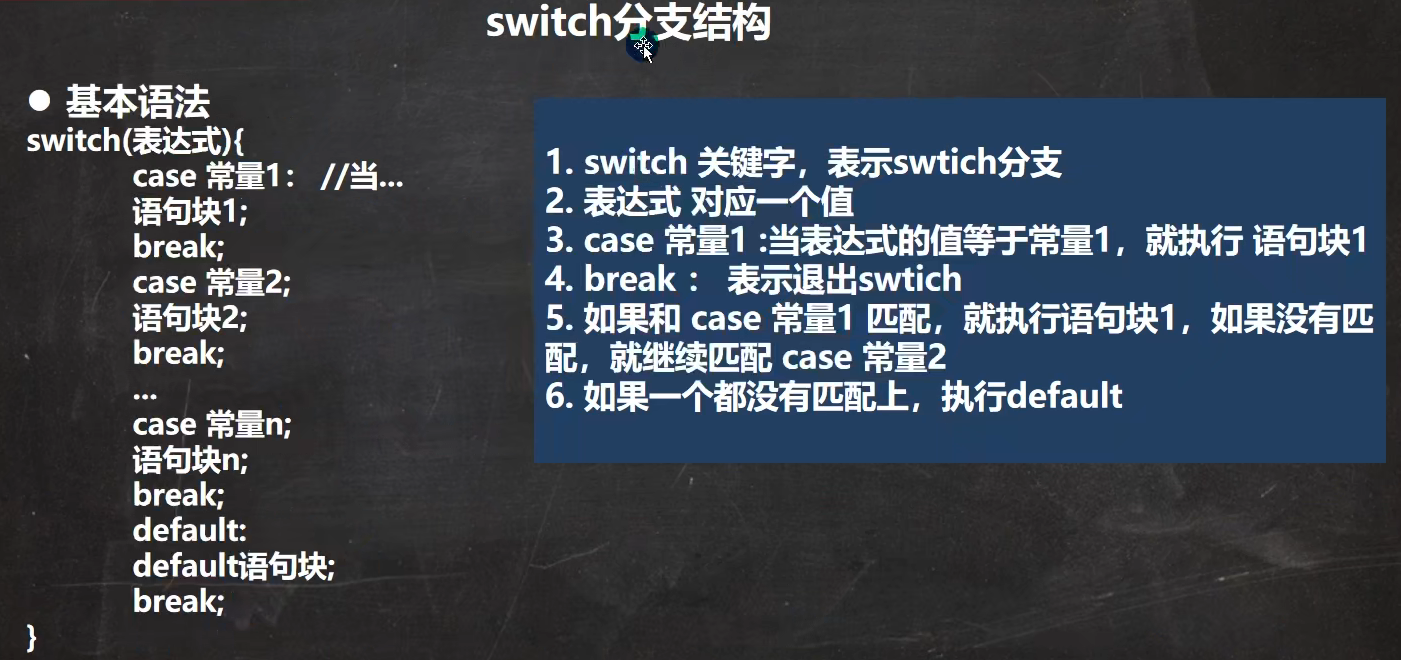 switch分支结构
● 基本语法
switch(表达式){
case 常量1： //当...
语句块1;
break;
case 常量2;
语句块2;
break;
...
case 常量n;
语句块n;
break;
default:
default语句块;
break;
}
1. switch 关键字，表示swtich分支
2. 表达式 对应一个值
3. case 常量1 :当表达式的值等于常量1，就执行 语句块1
4. break ： 表示退出swtich
5. 如果和 case 常量1 匹配，就执行语句块1，如果没有匹
配，就继续匹配 case 常量2
6. 如果一个都没有匹配上，执行default